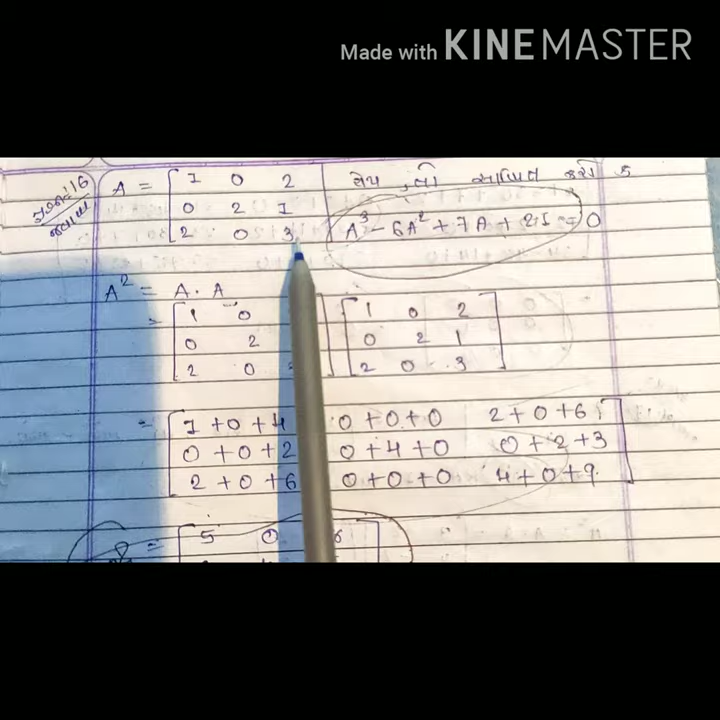 Made with KINEMASTER
A = [ 1 0 2 હોય, તો સાબિત કરો કે
0 2 1
2 0 3 ] A³ - 6A² + 7A + 2I = 0
A² = A · A
= [ 1 0 ] [ 1 0 2
0 2 0 2 1
2 0 ] 2 0 3 ]
= [ 1+0+4 0+0+0 2+0+6
0+0+2 0+4+0 0+2+3
2+0+6 0+0+0 4+0+9 ]
= [ 5 0 8